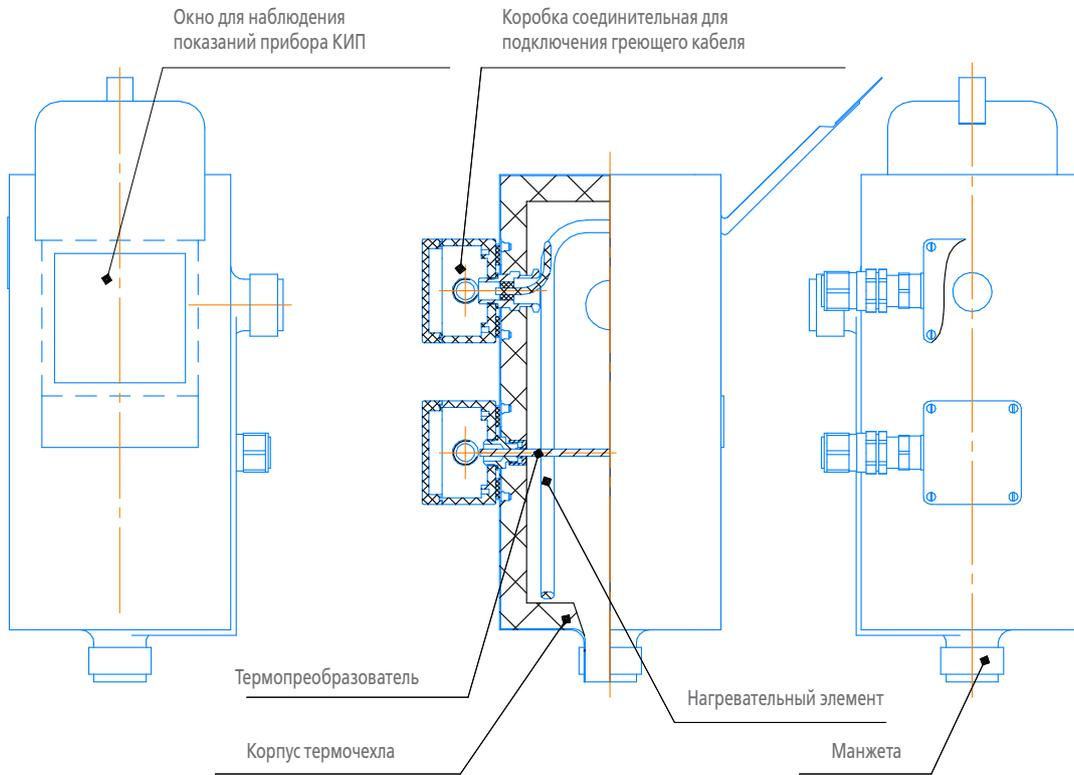 Окно для наблюдения
показаний прибора КИП
Коробка соединительная для
подключения греющего кабеля
Термопреобразователь
Нагревательный элемент
Корпус термочехла
Манжета